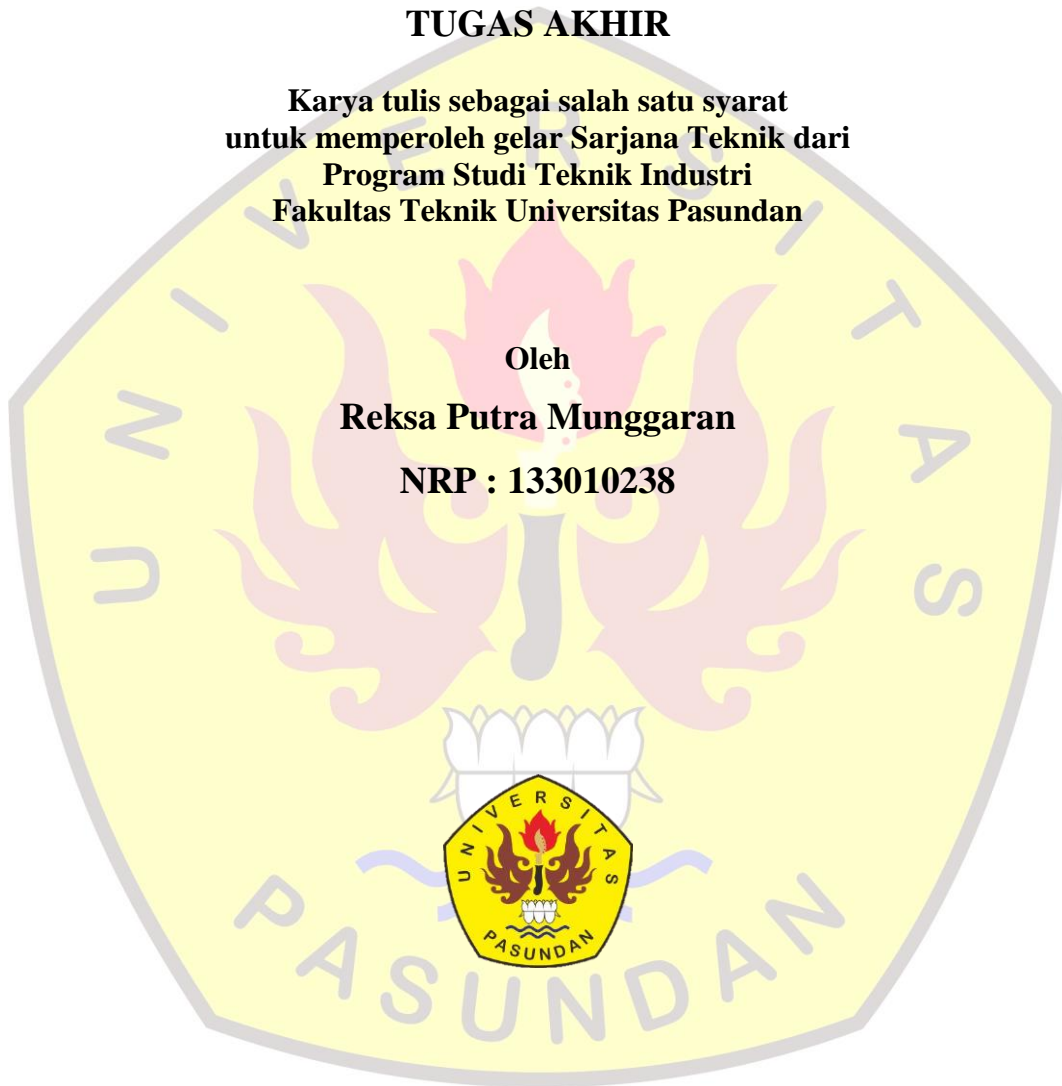 TUGAS AKHIR
Karya tulis sebagai salah satu syarat
untuk memperoleh gelar Sarjana Teknik dari
Program Studi Teknik Industri
Fakultas Teknik Universitas Pasundan
Oleh
Reksa Putra Munggaran
NRP : 133010238
UNIVERSITAS
PASUNDAN
UNIVERSITAS
PASUNDAN